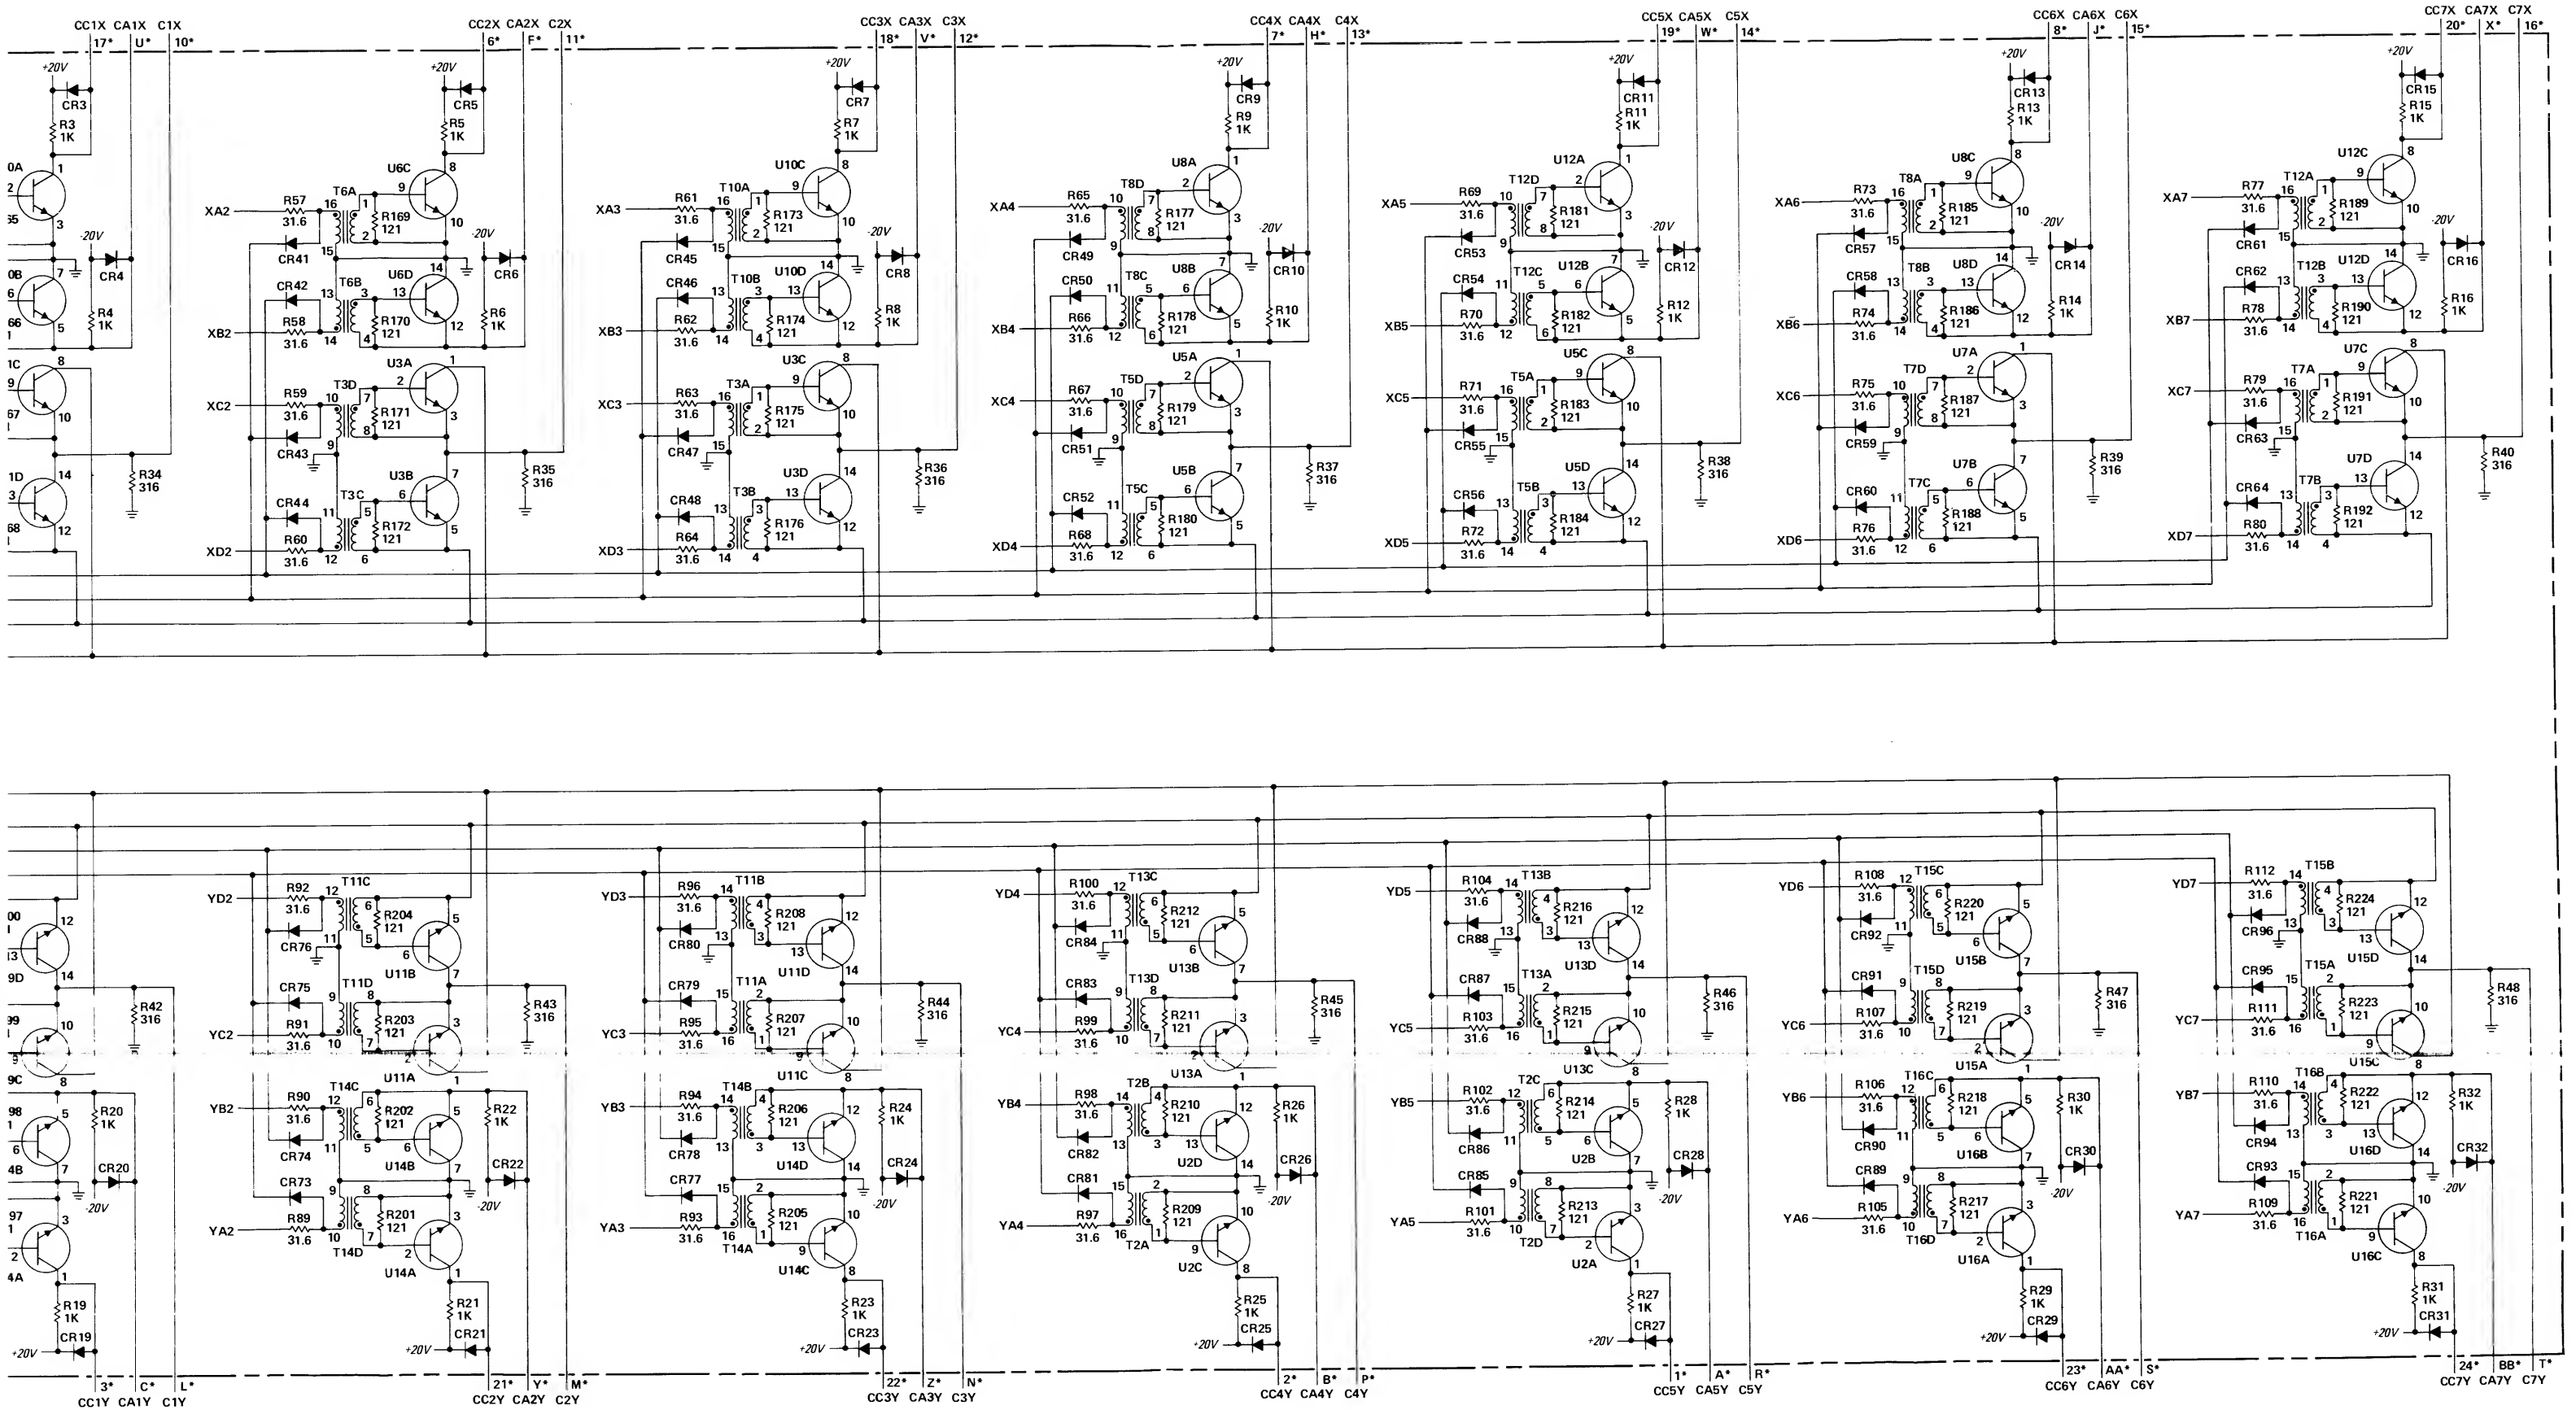 CC1X CA1X C1X
17* U* 10*
CC2X CA2X C2X
6* F* 11*
CC3X CA3X C3X
18* V* 12*
CC4X CA4X C4X
7* H* 13*
CC5X CA5X C5X
19* W* 14*
CC6X CA6X C6X
8* J* 15*
CC7X CA7X C7X
20* X* 16*
+20V
CR3
R3
1K
-20V
CR4
R4
1K
R34
316
+20V
CR5
R5
1K
U6C
XA2
R57
31.6
T6A
R169
121
CR41
-20V
CR6
R6
1K
CR42
T6B
U6D
XB2
R58
31.6
R170
121
U3A
XC2
R59
31.6
T3D
R171
121
CR43
R35
316
U3B
CR44
T3C
R172
121
XD2
R60
31.6
+20V
CR7
R7
1K
U10C
XA3
R61
31.6
T10A
R173
121
CR45
-20V
CR8
R8
1K
CR46
T10B
U10D
XB3
R62
31.6
R174
121
U3C
XC3
R63
31.6
T3A
R175
121
CR47
R36
316
U3D
CR48
T3B
R176
121
XD3
R64
31.6
+20V
CR9
R9
1K
U8A
XA4
R65
31.6
T8D
R177
121
CR49
-20V
CR10
R10
1K
CR50
T8C
U8B
XB4
R66
31.6
R178
121
U5A
XC4
R67
31.6
T5D
R179
121
CR51
R37
316
U5B
CR52
T5C
R180
121
XD4
R68
31.6
+20V
CR11
R11
1K
U12A
XA5
R69
31.6
T12D
R181
121
CR53
-20V
CR12
R12
1K
CR54
T12C
U12B
XB5
R70
31.6
R182
121
U5C
XC5
R71
31.6
T5A
R183
121
CR55
R38
316
U5D
CR56
T5B
R184
121
XD5
R72
31.6
+20V
CR13
R13
1K
U8C
XA6
R73
31.6
T8A
R185
121
CR57
-20V
CR14
R14
1K
CR58
T8B
U8D
XB6
R74
31.6
R186
121
U7A
XC6
R75
31.6
T7D
R187
121
CR59
R39
316
U7B
CR60
T7C
R188
121
XD6
R76
31.6
+20V
CR15
R15
1K
U12C
XA7
R77
31.6
T12A
R189
121
CR61
-20V
CR16
R16
1K
CR62
T12B
U12D
XB7
R78
31.6
R190
121
U7C
XC7
R79
31.6
T7A
R191
121
CR63
R40
316
U7D
CR64
T7B
R192
121
XD7
R80
31.6
R42
316
R20
1K
CR20
-20V
R19
1K
CR19
+20V
YD2
R92
31.6
T11C
R204
121
CR76
U11B
CR75
T11D
R43
316
YC2
R91
31.6
R203
121
U11A
YB2
R90
31.6
T14C
R202
121
R22
1K
CR74
U14B
CR22
-20V
CR73
YA2
R89
31.6
R201
121
T14D
U14A
R21
1K
CR21
+20V
YD3
R96
31.6
T11B
R208
121
CR80
U11D
CR79
T11A
R44
316
YC3
R95
31.6
R207
121
U11C
YB3
R94
31.6
T14B
R206
121
R24
1K
CR78
U14D
CR24
-20V
CR77
YA3
R93
31.6
R205
121
T14A
U14C
R23
1K
CR23
+20V
YD4
R100
31.6
T13C
R212
121
CR84
U13B
CR83
T13D
R45
316
YC4
R99
31.6
R211
121
U13A
YB4
R98
31.6
T2B
R210
121
R26
1K
CR82
U2D
CR26
-20V
CR81
YA4
R97
31.6
R209
121
T2A
U2C
R25
1K
CR25
+20V
YD5
R104
31.6
T13B
R216
121
CR88
U13D
CR87
T13A
R46
316
YC5
R103
31.6
R215
121
U13C
YB5
R102
31.6
T2C
R214
121
R28
1K
CR86
U2B
CR28
-20V
CR85
YA5
R101
31.6
R213
121
T2D
U2A
R27
1K
CR27
+20V
YD6
R108
31.6
T15C
R220
121
CR92
U15B
CR91
T15D
R47
316
YC6
R107
31.6
R219
121
U15A
YB6
R106
31.6
T16C
R218
121
R30
1K
CR90
U16B
CR30
-20V
CR89
YA6
R105
31.6
R217
121
T16D
U16A
R29
1K
CR29
+20V
YD7
R112
31.6
T15B
R224
121
CR96
U15D
CR95
T15A
R48
316
YC7
R111
31.6
R223
121
U15C
YB7
R110
31.6
T16B
R222
121
R32
1K
CR94
U16D
CR32
-20V
CR93
YA7
R109
31.6
R221
121
T16A
U16C
R31
1K
CR31
+20V
3* C* L*
CC1Y CA1Y C1Y
21* Y* M*
CC2Y CA2Y C2Y
22* Z* N*
CC3Y CA3Y C3Y
2* B* P*
CC4Y CA4Y C4Y
1* A* R*
CC5Y CA5Y C5Y
23* AA* S*
CC6Y CA6Y C6Y
24* BB* T*
CC7Y CA7Y C7Y